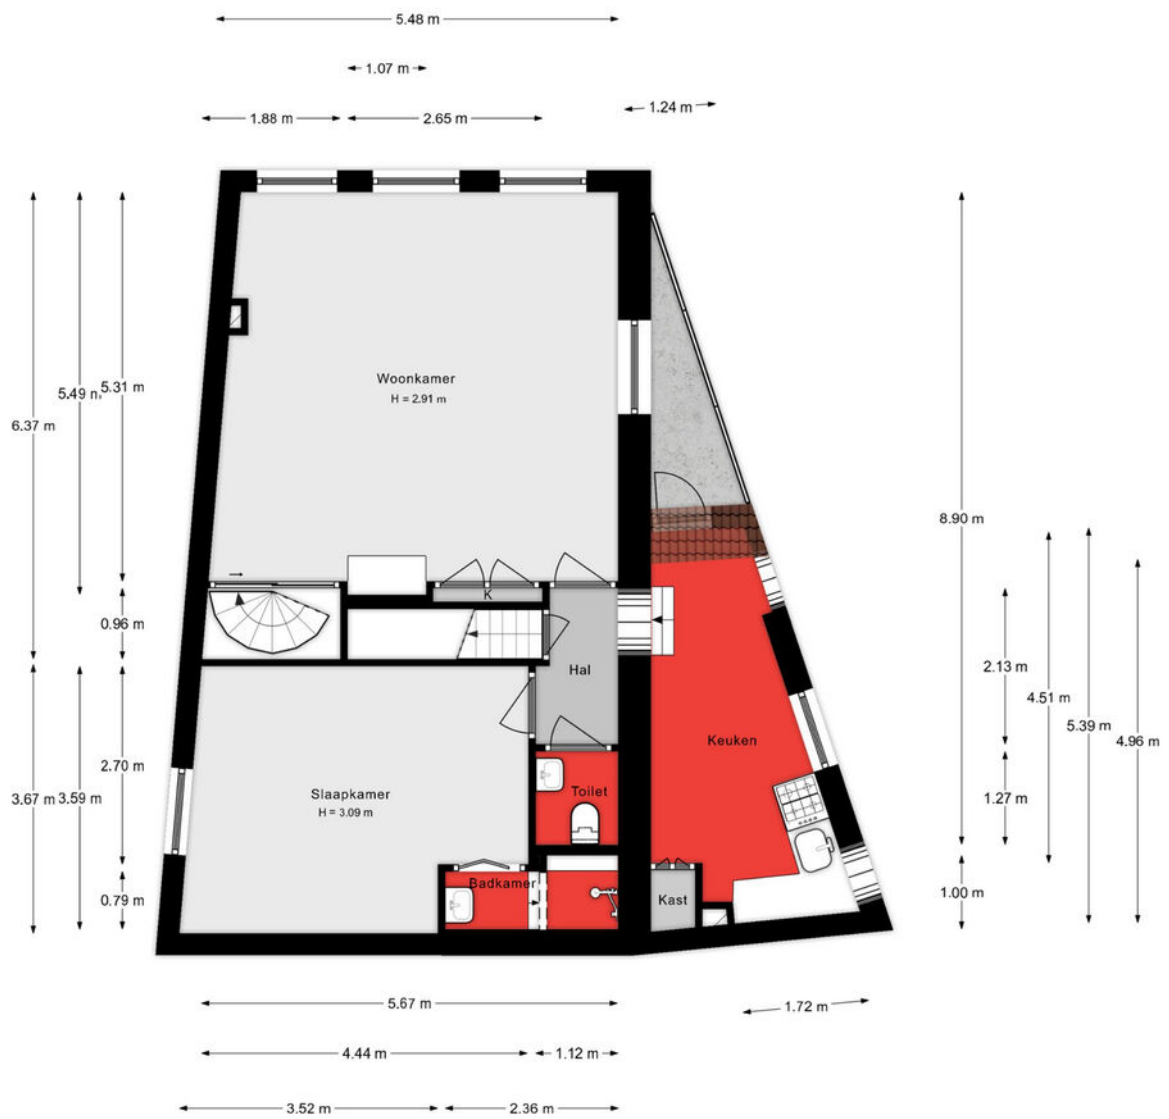 5.48 m
1.07 m
1.24 m
1.88 m
2.65 m
Woonkamer
H = 2.91 m
5.49
5.31 m
6.37 m
8.90 m
K
0.96 m
Hal
2.13 m
4.51 m
5.39 m
4.96 m
Keuken
2.70 m
Slaapkamer
H = 3.09 m
Toilet
3.67 m
3.59 m
1.27 m
Badkamer
0.79 m
Kast
1.00 m
5.67 m
1.72 m
4.44 m
1.12 m
3.52 m
2.36 m